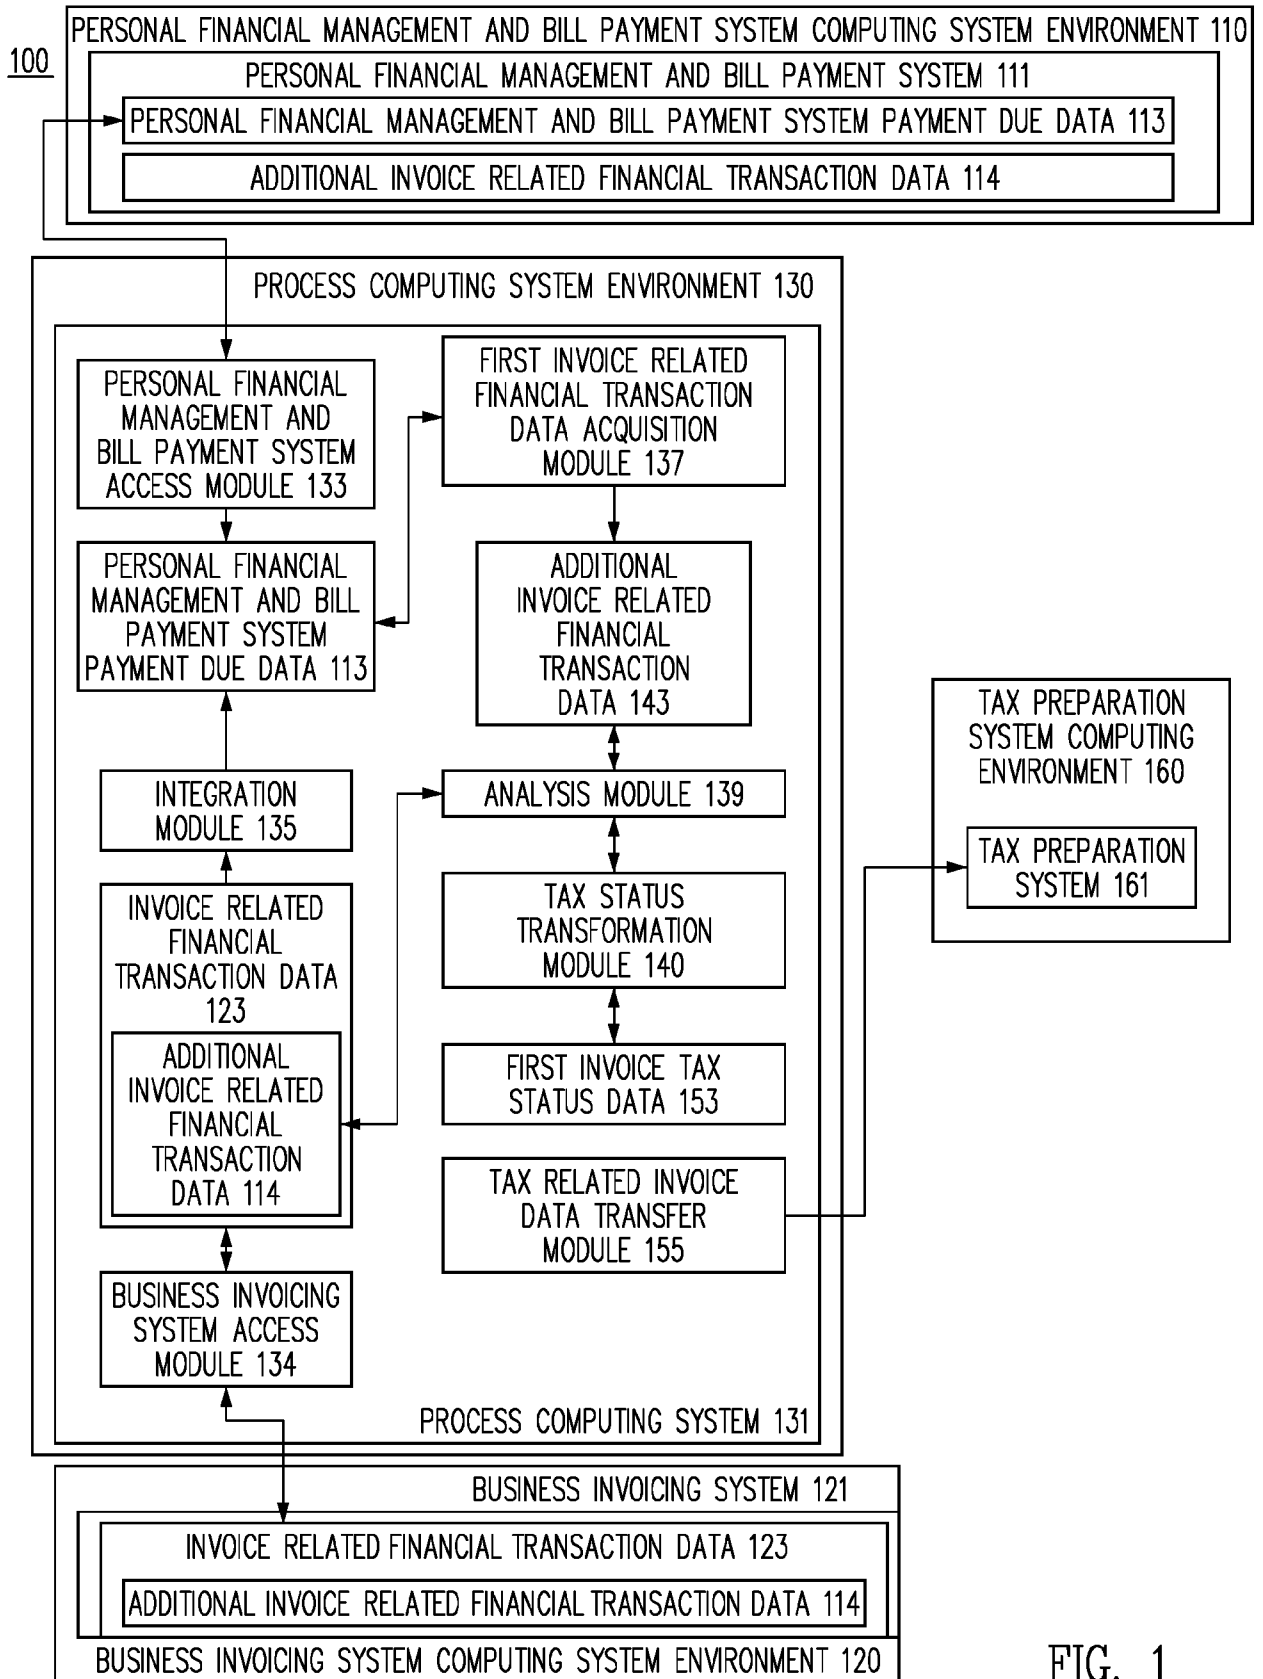 100
PERSONAL FINANCIAL MANAGEMENT AND BILL PAYMENT SYSTEM COMPUTING SYSTEM ENVIRONMENT 110
PERSONAL FINANCIAL MANAGEMENT AND BILL PAYMENT SYSTEM 111
PERSONAL FINANCIAL MANAGEMENT AND BILL PAYMENT SYSTEM PAYMENT DUE DATA 113
ADDITIONAL INVOICE RELATED FINANCIAL TRANSACTION DATA 114
PROCESS COMPUTING SYSTEM ENVIRONMENT 130
PERSONAL FINANCIAL
MANAGEMENT AND
BILL PAYMENT SYSTEM
ACCESS MODULE 133
PERSONAL FINANCIAL
MANAGEMENT AND BILL
PAYMENT SYSTEM
PAYMENT DUE DATA 113
INTEGRATION
MODULE 135
INVOICE RELATED
FINANCIAL
TRANSACTION DATA
123
ADDITIONAL
INVOICE RELATED
FINANCIAL
TRANSACTION
DATA 114
BUSINESS INVOICING
SYSTEM ACCESS
MODULE 134
FIRST INVOICE RELATED
FINANCIAL TRANSACTION
DATA ACQUISITION
MODULE 137
ADDITIONAL
INVOICE RELATED
FINANCIAL
TRANSACTION
DATA 143
ANALYSIS MODULE 139
TAX STATUS
TRANSFORMATION
MODULE 140
FIRST INVOICE TAX
STATUS DATA 153
TAX RELATED INVOICE
DATA TRANSFER
MODULE 155
PROCESS COMPUTING SYSTEM 131
TAX PREPARATION
SYSTEM COMPUTING
ENVIRONMENT 160
TAX PREPARATION
SYSTEM 161
BUSINESS INVOICING SYSTEM 121
INVOICE RELATED FINANCIAL TRANSACTION DATA 123
ADDITIONAL INVOICE RELATED FINANCIAL TRANSACTION DATA 114
BUSINESS INVOICING SYSTEM COMPUTING SYSTEM ENVIRONMENT 120
FIG. 1